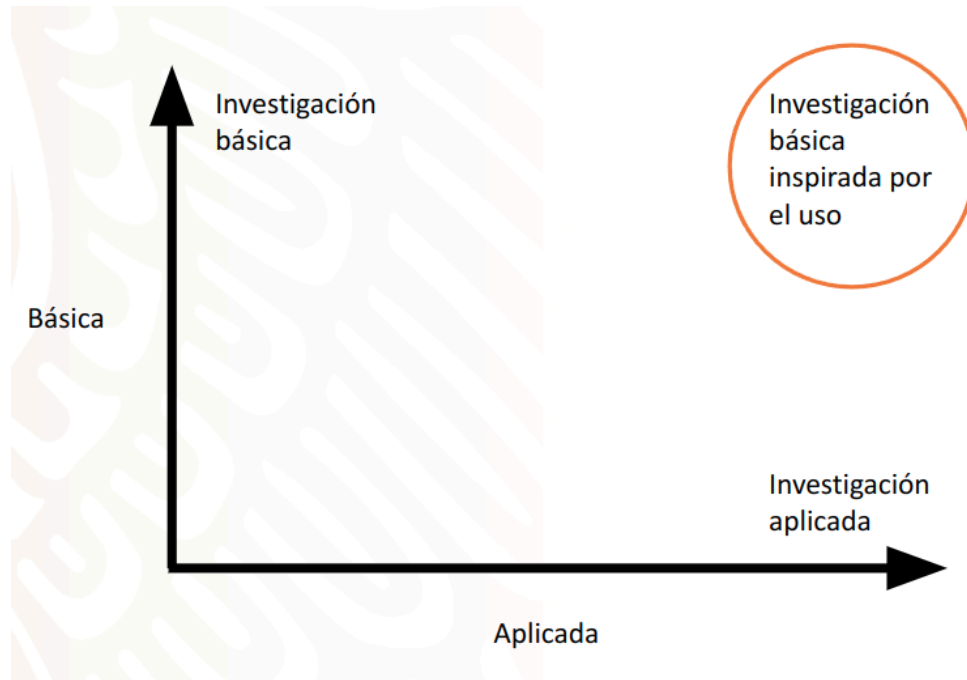 Investigación
básica
Investigación
básica
inspirada por
el uso
Básica
Investigación
aplicada
Aplicada